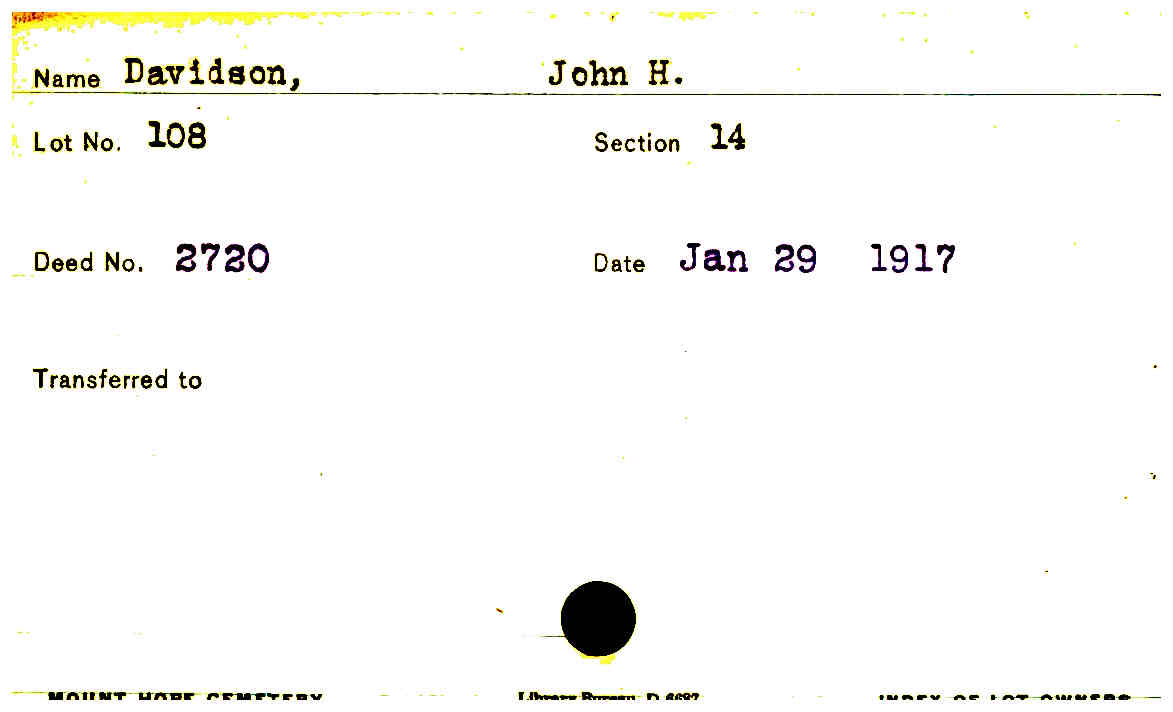 Name Davidson, John H.
Lot No. 108 Section 14
Deed No. 2720 Date Jan 29 1917
Transferred to
MOUNT HOPE CEMETERY Library Bureau D 6687 INDEX OF LOT OWNERS